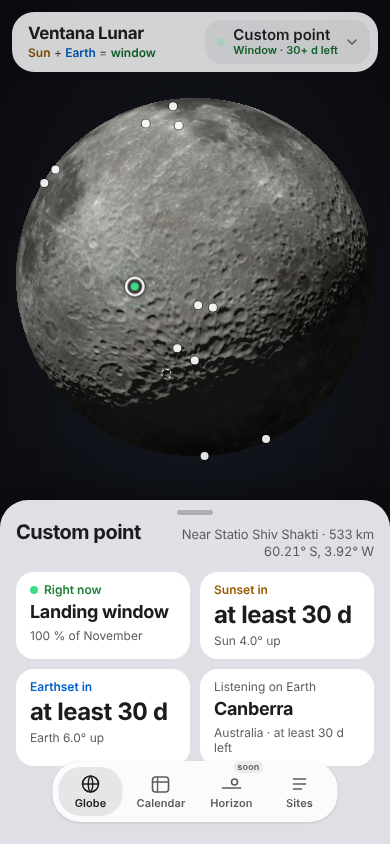 Ventana Lunar
Sun + Earth = window
Custom point
Window · 30+ d left
Custom point
Near Statio Shiv Shakti · 533 km
60.21° S, 3.92° W
Right now
Landing window
100 % of November
Sunset in
at least 30 d
Sun 4.0° up
Earthset in
at least 30 d
Earth 6.0° up
Listening on Earth
Canberra
Australia · at least 30 d
left
soon
Globe
Calendar
Horizon
Sites